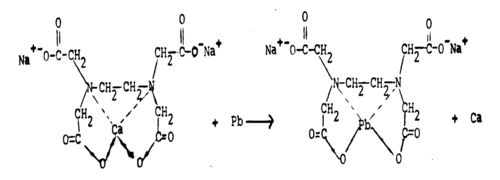 O O O O
Na⁺ ⁻O-C C-O⁻ Na⁺ Na⁺ ⁻O-C C-O⁻ Na⁺
CH₂ CH₂ CH₂ CH₂
N—CH₂—CH₂—N N—CH₂—CH₂—N
CH₂ CH₂ CH₂ CH₂
O=C Ca C=O + Pb → O=C Pb C=O + Ca
O O O O